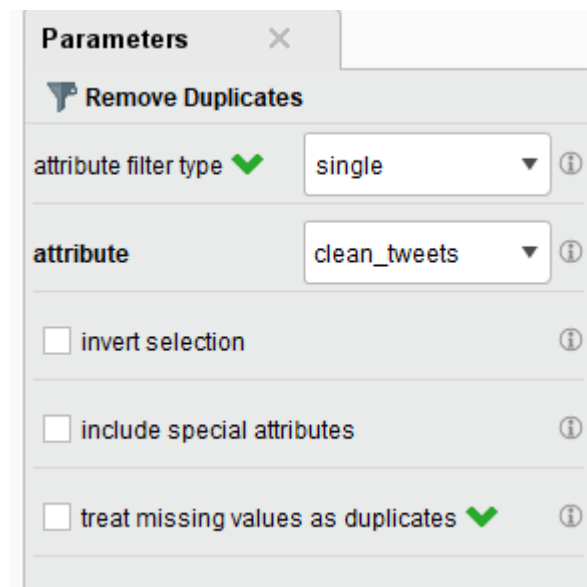 Parameters
Remove Duplicates
attribute filter type single
attribute clean_tweets
invert selection
include special attributes
treat missing values as duplicates